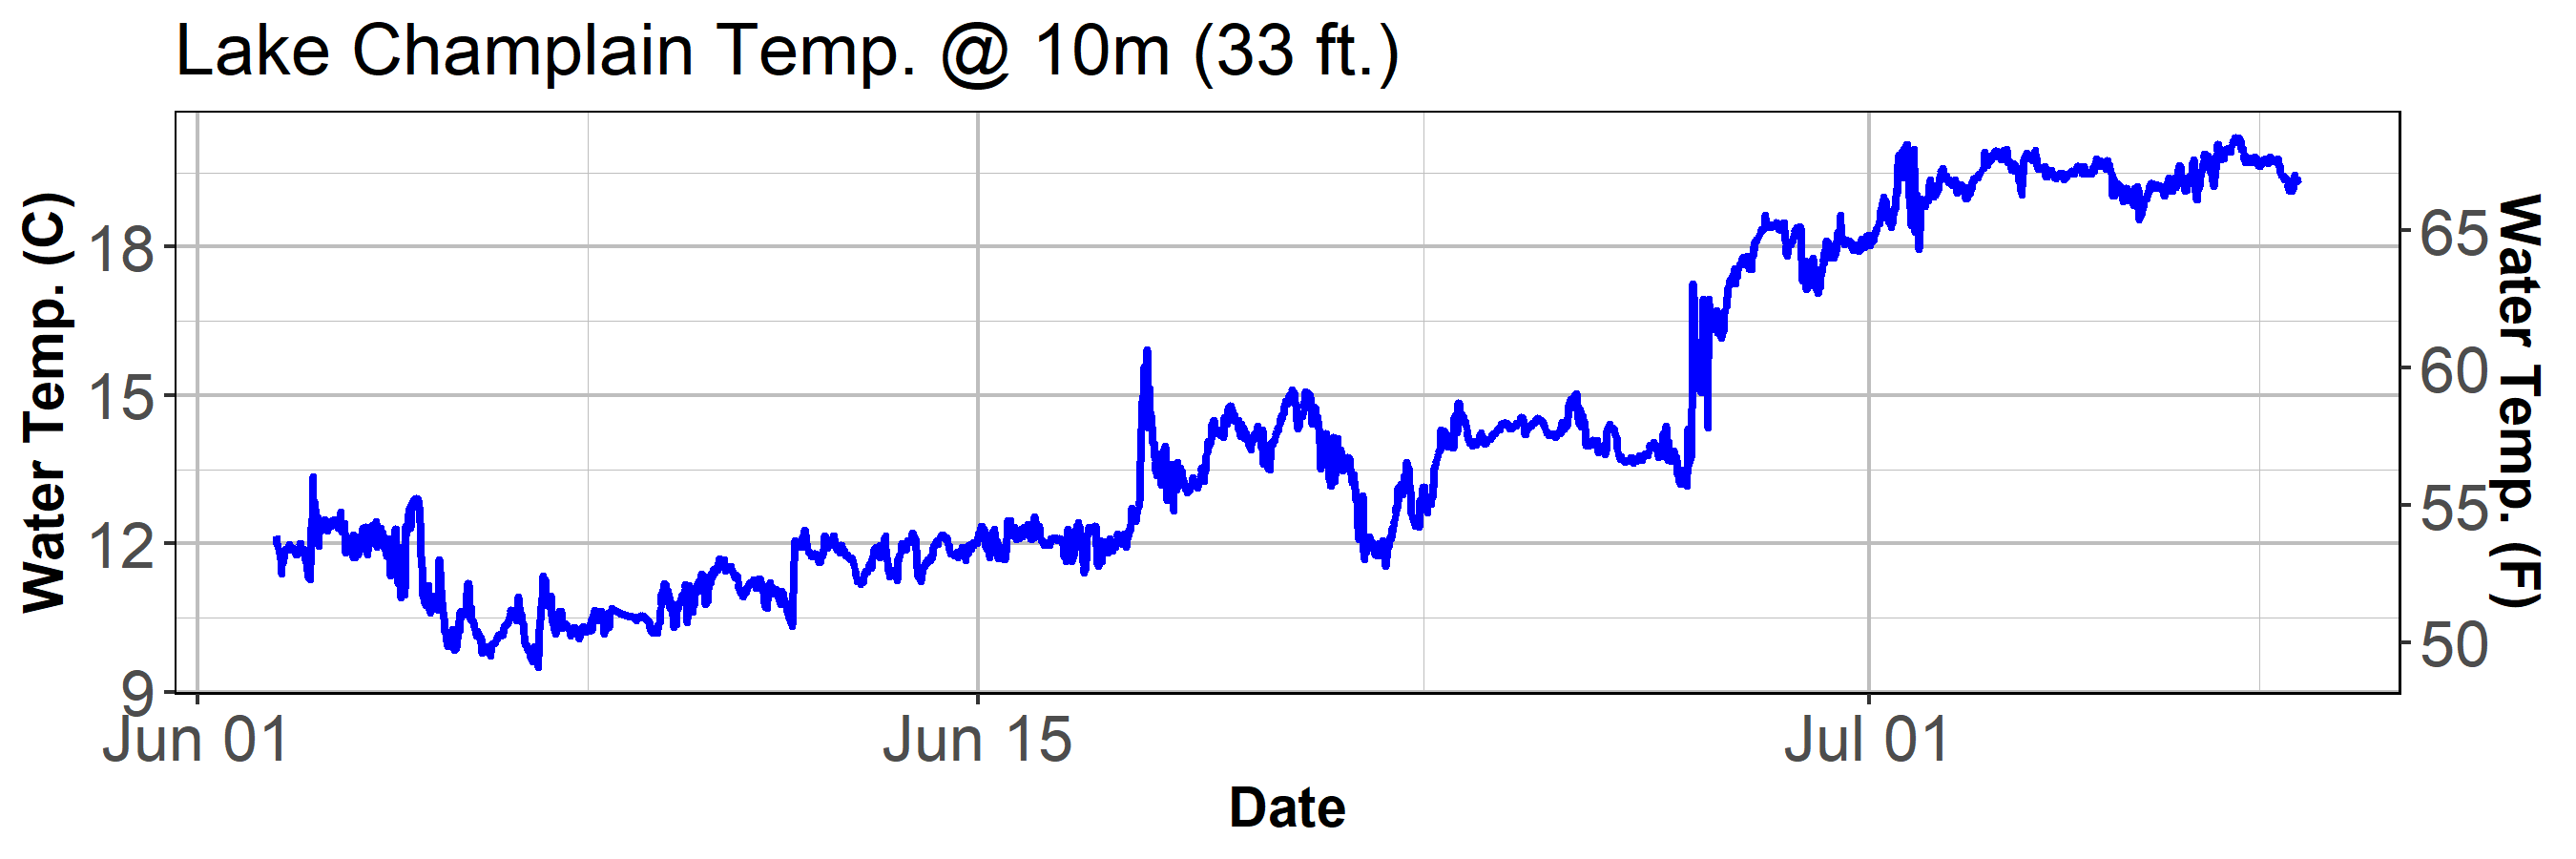 Lake Champlain Temp. @ 10m (33 ft.)
Water Temp. (C)
18
15
12
9
65
60
55
50
Water Temp. (F)
Jun 01
Jun 15
Jul 01
Date